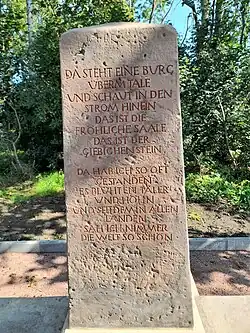 DA STEHT EINE BURG
ÜBERM TALE
UND SCHAUT IN DEN
STROM HINEIN
DAS IST DIE
FRÖHLICHE SAALE
DAS IST DER
GIEBICHENSTEIN.
DA HAB ICH SO OFT
GESTANDEN
ES BLÜHTEN TÄLER
UND HÖHN
UND SEITDEM IN ALLEN
LANDEN
SAH ICH NIMMER
DIE WELT SO SCHÖN